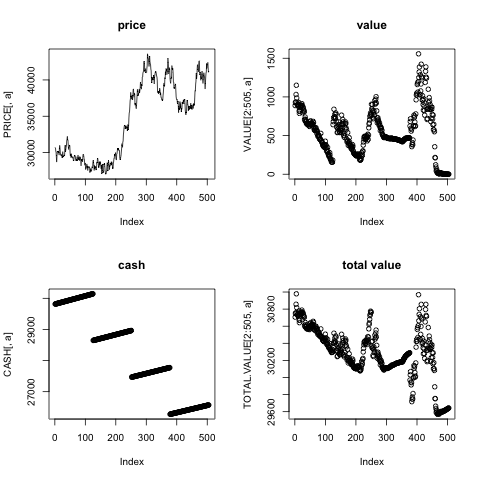 price
PRICE[, a]
40000
35000
30000
0 100 200 300 400 500
Index
value
VALUE[2:505, a]
1500
1000
500
0
0 100 200 300 400 500
Index
cash
CASH[, a]
29000
27000
0 100 200 300 400 500
Index
total value
TOTAL.VALUE[2:505, a]
30800
30200
29600
0 100 200 300 400 500
Index